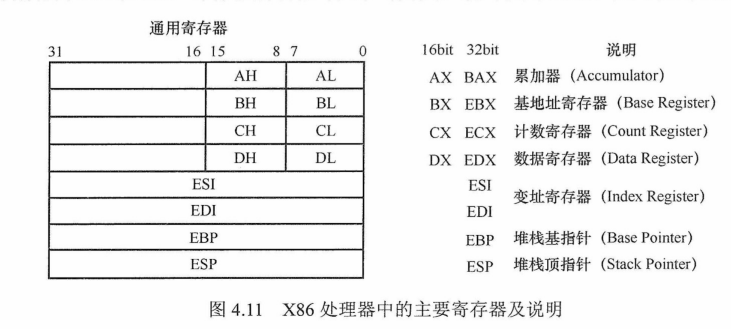 通用寄存器
31 16 15 8 7 0 16bit 32bit 说明
AH AL AX BAX 累加器（Accumulator）
BH BL BX EBX 基地址寄存器（Base Register）
CH CL CX ECX 计数寄存器（Count Register）
DH DL DX EDX 数据寄存器（Data Register）
ESI ESI
变址寄存器（Index Register）
EDI EDI
EBP EBP 堆栈基指针（Base Pointer）
ESP ESP 堆栈顶指针（Stack Pointer）
图 4.11 X86 处理器中的主要寄存器及说明